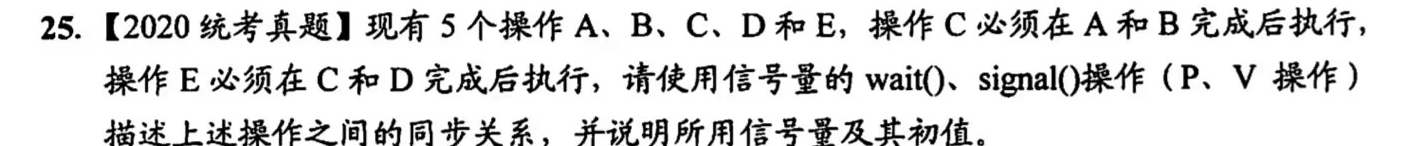 25. 【2020 统考真题】现有 5 个操作 A、B、C、D 和 E，操作 C 必须在 A 和 B 完成后执行，
操作 E 必须在 C 和 D 完成后执行，请使用信号量的 wait()、signal()操作（P、V 操作）
描述上述操作之间的同步关系，并说明所用信号量及其初值。